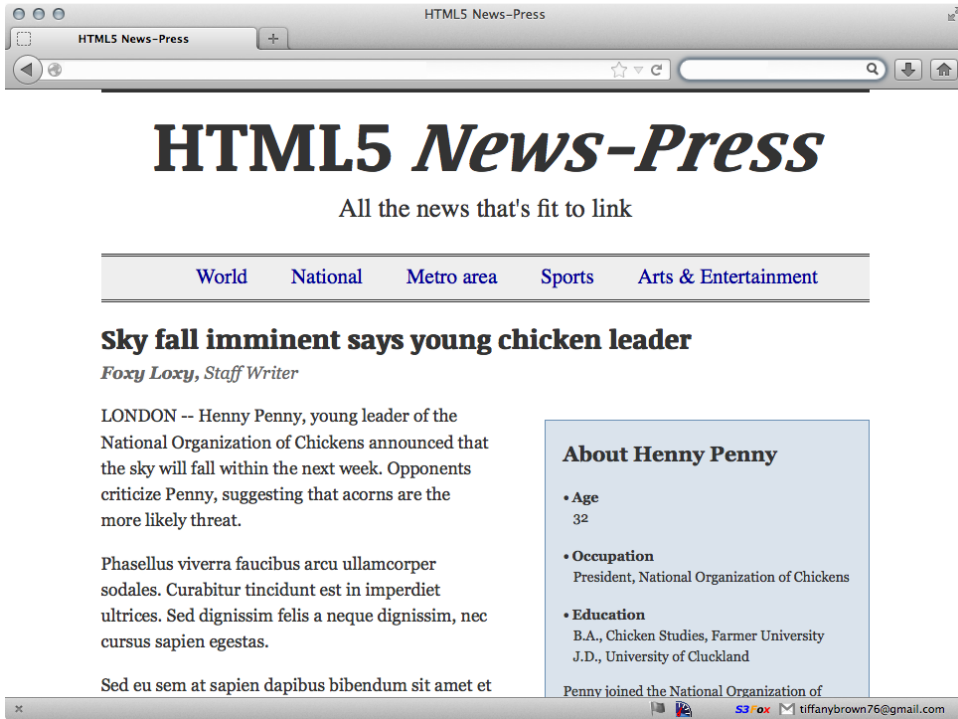 HTML5 News-Press
HTML5 News-Press
HTML5 News-Press
All the news that's fit to link
World National Metro area Sports Arts & Entertainment
Sky fall imminent says young chicken leader
Foxy Loxy, Staff Writer
LONDON -- Henny Penny, young leader of the
National Organization of Chickens announced that
the sky will fall within the next week. Opponents
criticize Penny, suggesting that acorns are the
more likely threat.
Phasellus viverra faucibus arcu ullamcorper
sodales. Curabitur tincidunt est in imperdiet
ultrices. Sed dignissim felis a neque dignissim, nec
cursus sapien egestas.
Sed eu sem at sapien dapibus bibendum sit amet et
About Henny Penny
• Age
32
• Occupation
President, National Organization of Chickens
• Education
B.A., Chicken Studies, Farmer University
J.D., University of Cluckland
Penny joined the National Organization of
S3Fox tiffanybrown76@gmail.com